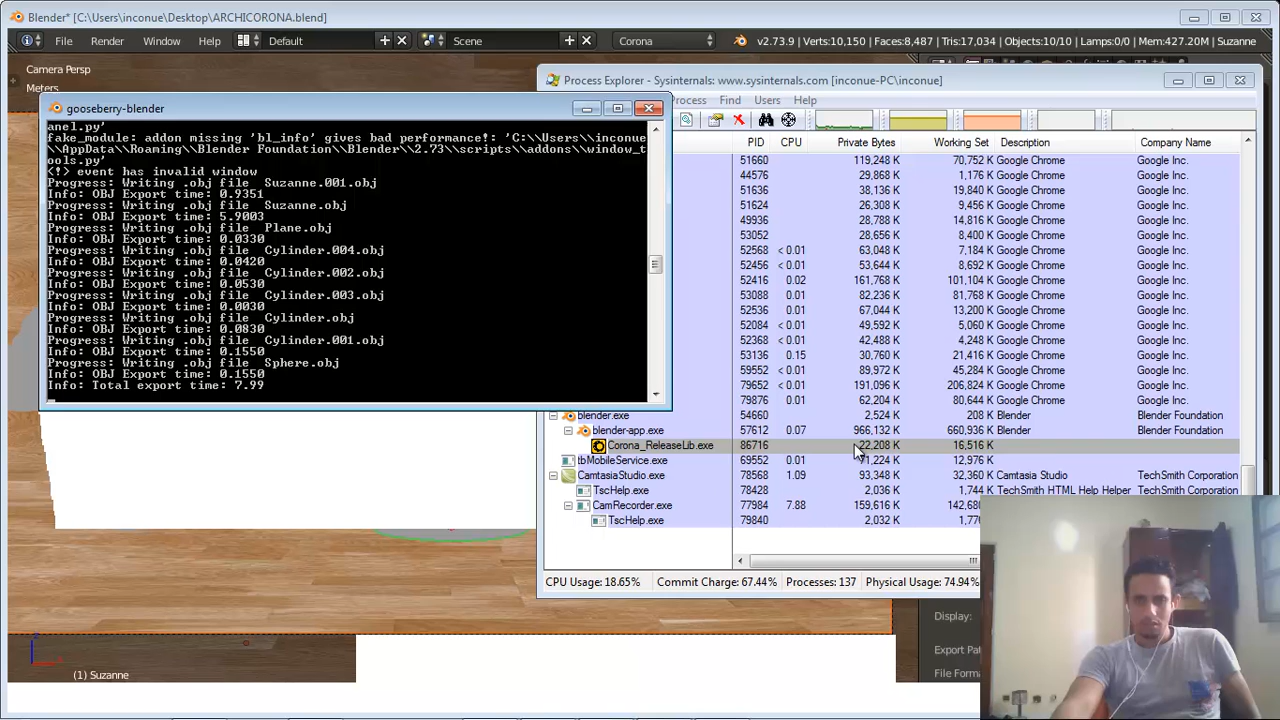 Blender* [C:\Users\inconue\Desktop\ARCHICORONA.blend]
File Render Window Help Default Scene Corona v2.73.9 | Verts:10,150 | Faces:8,487 | Tris:17,034 | Objects:10/10 | Lamps:0/0 | Mem:427.20M | Suzanne
Camera Persp
Meters
Process Explorer - Sysinternals: www.sysinternals.com [inconue-PC\inconue]
Process Find Users Help
PID CPU Private Bytes Working Set Description Company Name
51660 119,248 K 70,752 K Google Chrome Google Inc.
44576 29,868 K 17,396 K Google Chrome Google Inc.
51636 38,136 K 19,840 K Google Chrome Google Inc.
51624 26,308 K 9,456 K Google Chrome Google Inc.
49936 28,788 K 14,816 K Google Chrome Google Inc.
53052 28,656 K 8,400 K Google Chrome Google Inc.
52568 < 0.01 63,048 K 7,184 K Google Chrome Google Inc.
52456 < 0.01 53,644 K 8,692 K Google Chrome Google Inc.
52416 0.02 161,768 K 101,104 K Google Chrome Google Inc.
53088 0.01 82,236 K 81,768 K Google Chrome Google Inc.
52536 0.01 67,044 K 13,200 K Google Chrome Google Inc.
52084 < 0.01 49,592 K 5,060 K Google Chrome Google Inc.
52368 < 0.01 42,488 K 4,124 K Google Chrome Google Inc.
53136 0.15 30,760 K 21,416 K Google Chrome Google Inc.
59552 < 0.01 89,972 K 45,284 K Google Chrome Google Inc.
79652 < 0.01 191,096 K 206,824 K Google Chrome Google Inc.
79876 0.01 62,204 K 80,644 K Google Chrome Google Inc.
blender.exe 54660 2,524 K 208 K Blender Blender Foundation
blender-app.exe 57612 0.07 966,132 K 660,936 K Blender Blender Foundation
Corona_ReleaseLib.exe 86716 22,208 K 16,516 K
tbMobileService.exe 69552 0.01 71,224 K 12,976 K
CamtasiaStudio.exe 78568 1.09 93,348 K 32,360 K Camtasia Studio TechSmith Corporation
TscHelp.exe 78428 2,036 K 1,744 K TechSmith HTML Help Helper TechSmith Corporation
CamRecorder.exe 77984 7.88 159,616 K 142,680
TscHelp.exe 79840 2,032 K
CPU Usage: 18.65% Commit Charge: 67.44% Processes: 137 Physical Usage: 74.94%
gooseberry-blender
anel.py'
fake_module: addon missing 'bl_info' gives bad performance!: 'C:\\Users\\inconue
\\AppData\\Roaming\\Blender Foundation\\Blender\\2.73\\scripts\\addons\\window_t
ools.py'
<!> event has invalid window
Progress: Writing .obj file Suzanne.001.obj
Info: OBJ Export time: 0.9351
Progress: Writing .obj file Suzanne.obj
Info: OBJ Export time: 5.9003
Progress: Writing .obj file Plane.obj
Info: OBJ Export time: 0.0330
Progress: Writing .obj file Cylinder.004.obj
Info: OBJ Export time: 0.0420
Progress: Writing .obj file Cylinder.002.obj
Info: OBJ Export time: 0.0530
Progress: Writing .obj file Cylinder.003.obj
Info: OBJ Export time: 0.0030
Progress: Writing .obj file Cylinder.obj
Info: OBJ Export time: 0.0830
Progress: Writing .obj file Cylinder.001.obj
Info: OBJ Export time: 0.1550
Progress: Writing .obj file Sphere.obj
Info: OBJ Export time: 0.1550
Info: Total export time: 7.99
Display:
Export Pat
File Form
(1) Suzanne